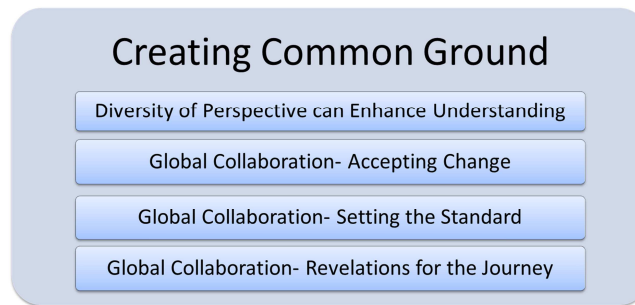 Creating Common Ground
Diversity of Perspective can Enhance Understanding
Global Collaboration- Accepting Change
Global Collaboration- Setting the Standard
Global Collaboration- Revelations for the Journey